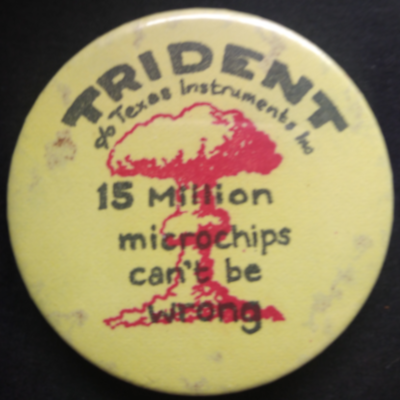 TRIDENT
c/o Texas Instruments Inc
15 Million
microchips
can't be
wrong